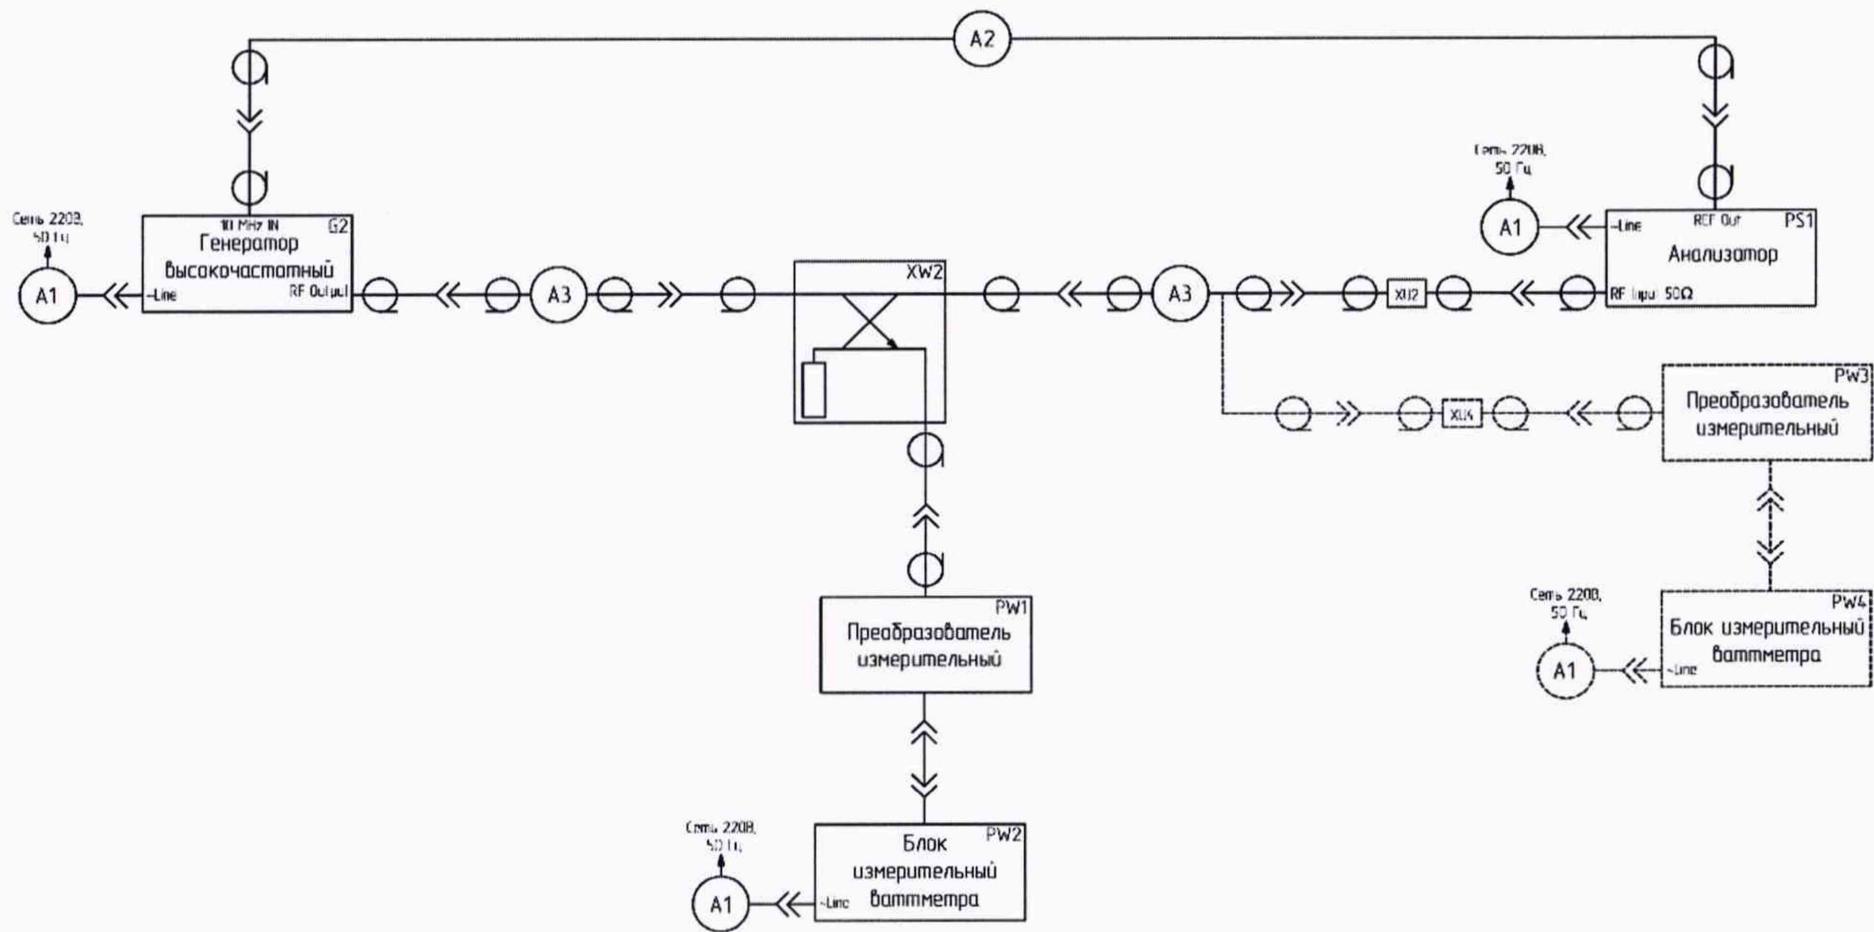 A2
Сеть 220В,
50 Гц
A1
~Line
10 MHz IN
G2
Генератор
высокочастотный
RF Output
A3
XW2
A3
XU2
Сеть 220В,
50 Гц
A1
~Line
REF Out
PS1
Анализатор
RF Input 50Ω
XU4
PW3
Преобразователь
измерительный
PW1
Преобразователь
измерительный
Сеть 220В,
50 Гц
A1
~Line
PW4
Блок измерительный
ваттметра
Сеть 220В,
50 Гц
A1
~Line
PW2
Блок
измерительный
ваттметра